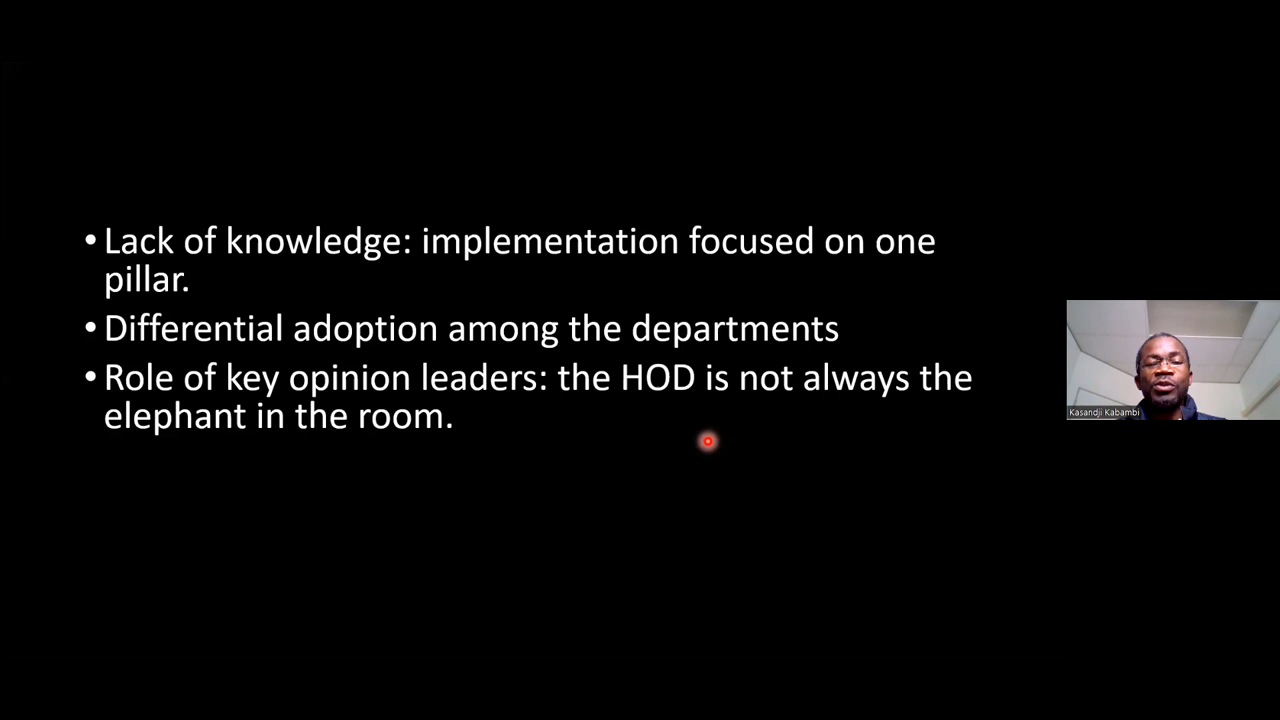 • Lack of knowledge: implementation focused on one
pillar.
• Differential adoption among the departments
• Role of key opinion leaders: the HOD is not always the
elephant in the room.
Kasandji Kabambi